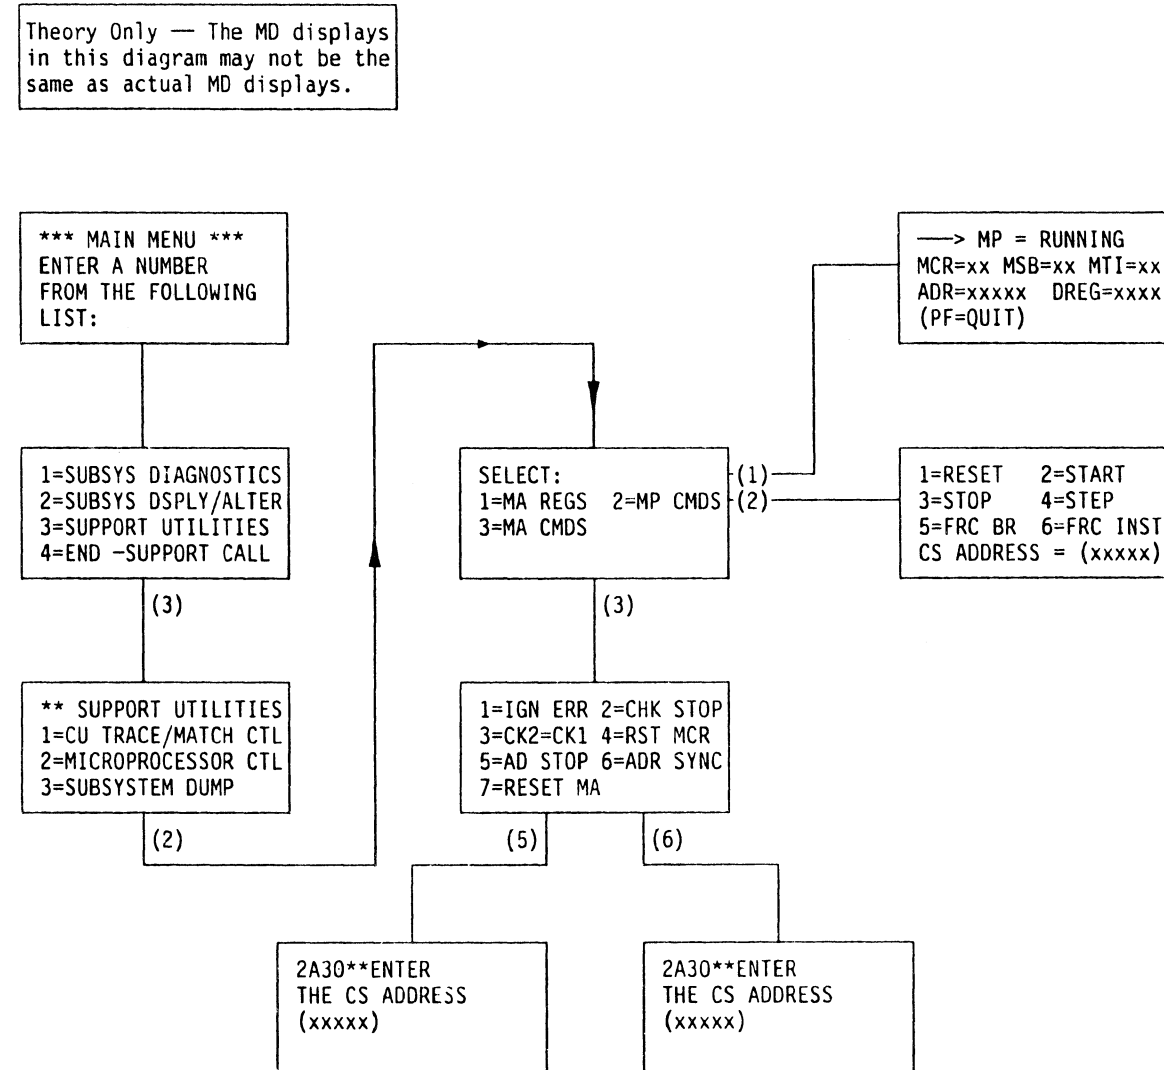 Theory Only — The MD displays
in this diagram may not be the
same as actual MD displays.
*** MAIN MENU ***
ENTER A NUMBER
FROM THE FOLLOWING
LIST:
1=SUBSYS DIAGNOSTICS
2=SUBSYS DSPLY/ALTER
3=SUPPORT UTILITIES
4=END -SUPPORT CALL
(3)
** SUPPORT UTILITIES
1=CU TRACE/MATCH CTL
2=MICROPROCESSOR CTL
3=SUBSYSTEM DUMP
(2)
SELECT:
1=MA REGS 2=MP CMDS
3=MA CMDS
(1)
(2)
(3)
——> MP = RUNNING
MCR=xx MSB=xx MTI=xx
ADR=xxxxx DREG=xxxx
(PF=QUIT)
1=RESET 2=START
3=STOP 4=STEP
5=FRC BR 6=FRC INST
CS ADDRESS = (xxxxx)
1=IGN ERR 2=CHK STOP
3=CK2=CK1 4=RST MCR
5=AD STOP 6=ADR SYNC
7=RESET MA
(5)
(6)
2A30**ENTER
THE CS ADDRESS
(xxxxx)
2A30**ENTER
THE CS ADDRESS
(xxxxx)